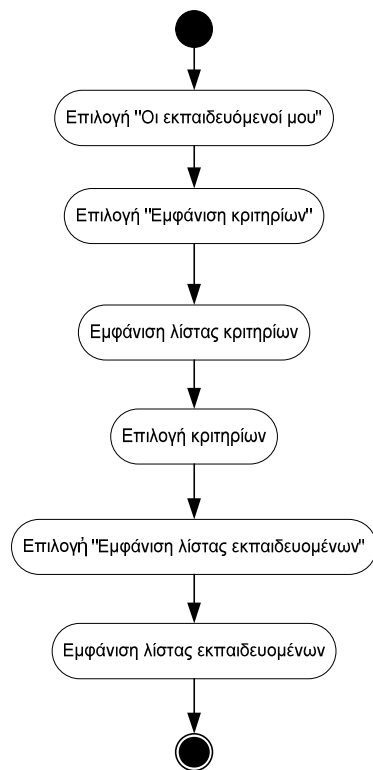 Επιλογή "Οι εκπαιδευόμενοί μου"
Επιλογή "Εμφάνιση κριτηρίων"
Εμφάνιση λίστας κριτηρίων
Επιλογή κριτηρίων
Επιλογή "Εμφάνιση λίστας εκπαιδευομένων"
Εμφάνιση λίστας εκπαιδευομένων